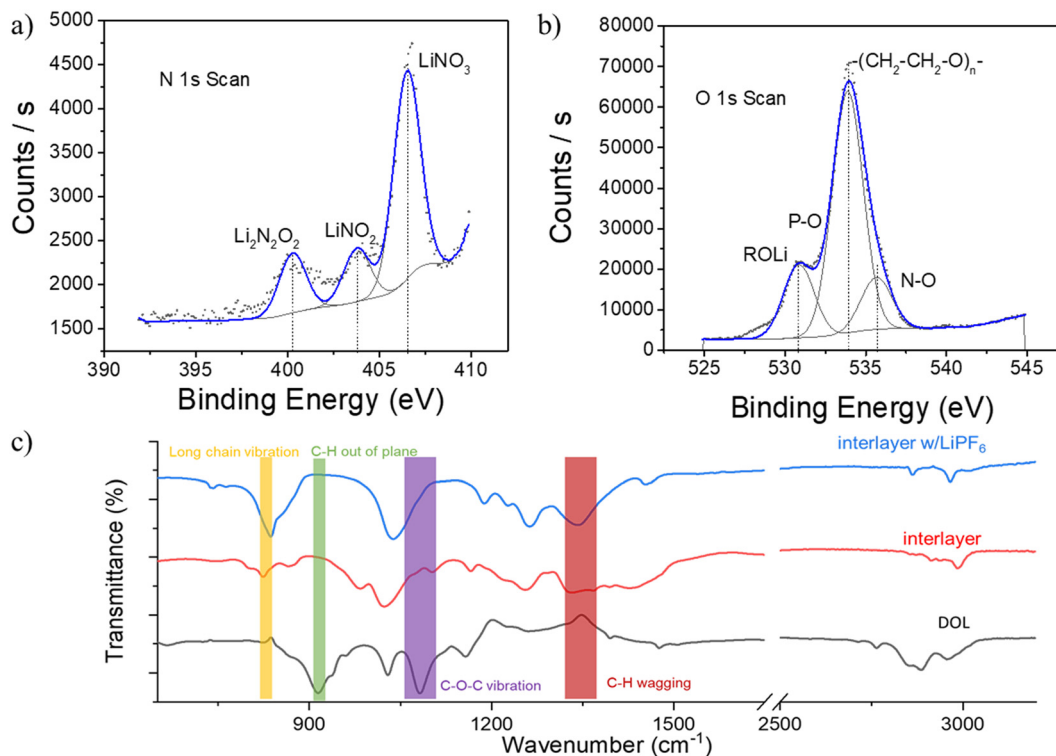 a)
N 1s Scan
Li₂N₂O₂
LiNO₂
LiNO₃
Counts / s
5000
4500
4000
3500
3000
2500
2000
1500
390
395
400
405
410
Binding Energy (eV)
b)
O 1s Scan
-(CH₂-CH₂-O)ₙ-
P-O
ROLi
N-O
Counts / s
80000
70000
60000
50000
40000
30000
20000
10000
0
525
530
535
540
545
Binding Energy (eV)
c)
Long chain vibration
C-H out of plane
interlayer w/LiPF₆
interlayer
DOL
C-O-C vibration
C-H wagging
Transmittance (%)
900
1200
1500
2500
3000
Wavenumber (cm⁻¹)